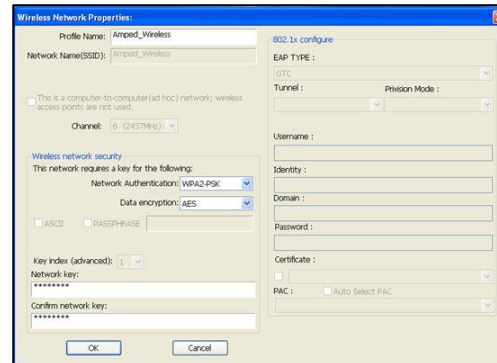 Wireless Network Properties:
Profile Name: Amped_Wireless
Network Name(SSID): Amped_Wireless
This is a computer-to-computer(ad hoc) network; wireless
access points are not used.
Channel: 6 (2437MHz)
Wireless network security
This network requires a key for the following:
Network Authentication: WPA2-PSK
Data encryption: AES
ASCII PASSPHRASE
Key index (advanced): 1
Network key:
********
Confirm network key:
********
OK Cancel
802.1x configure
EAP TYPE :
GTC
Tunnel : Privision Mode :
Username :
Identity :
Domain :
Password :
Certificate :
PAC : Auto Select PAC